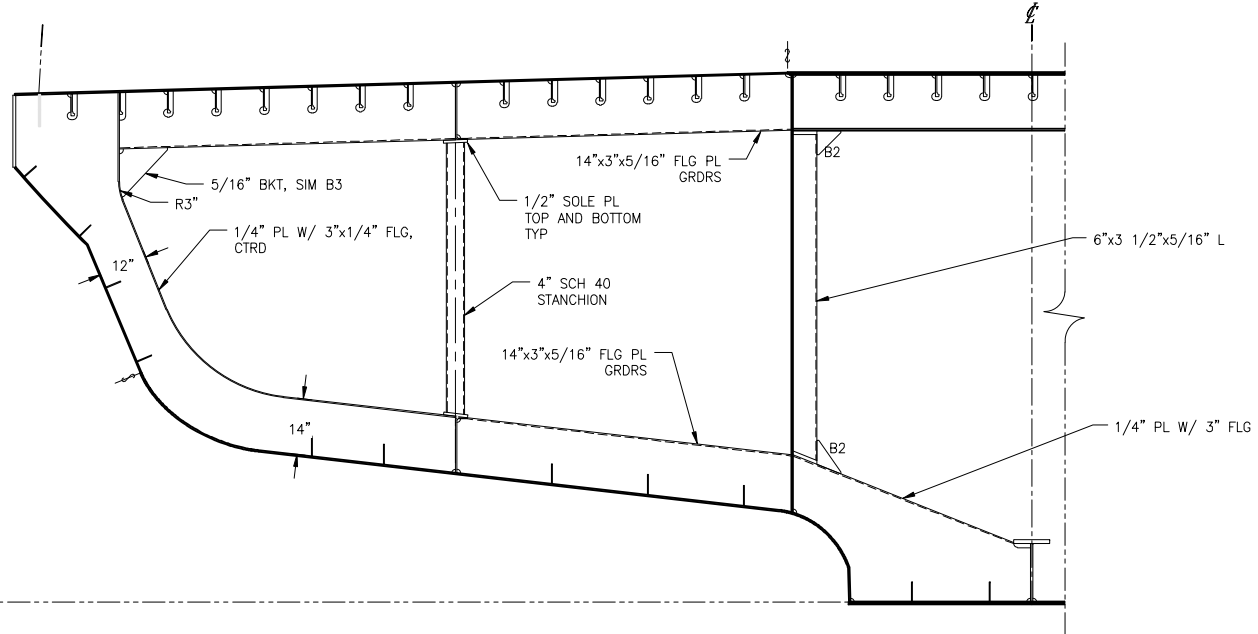 ℄
14”x3”x5/16” FLG PL
GRDRS
B2
5/16” BKT, SIM B3
R3”
1/2” SOLE PL
TOP AND BOTTOM
TYP
1/4” PL W/ 3”x1/4” FLG,
CTRD
6”x3 1/2”x5/16” L
12”
4” SCH 40
STANCHION
14”x3”x5/16” FLG PL
GRDRS
14”
B2
1/4” PL W/ 3” FLG